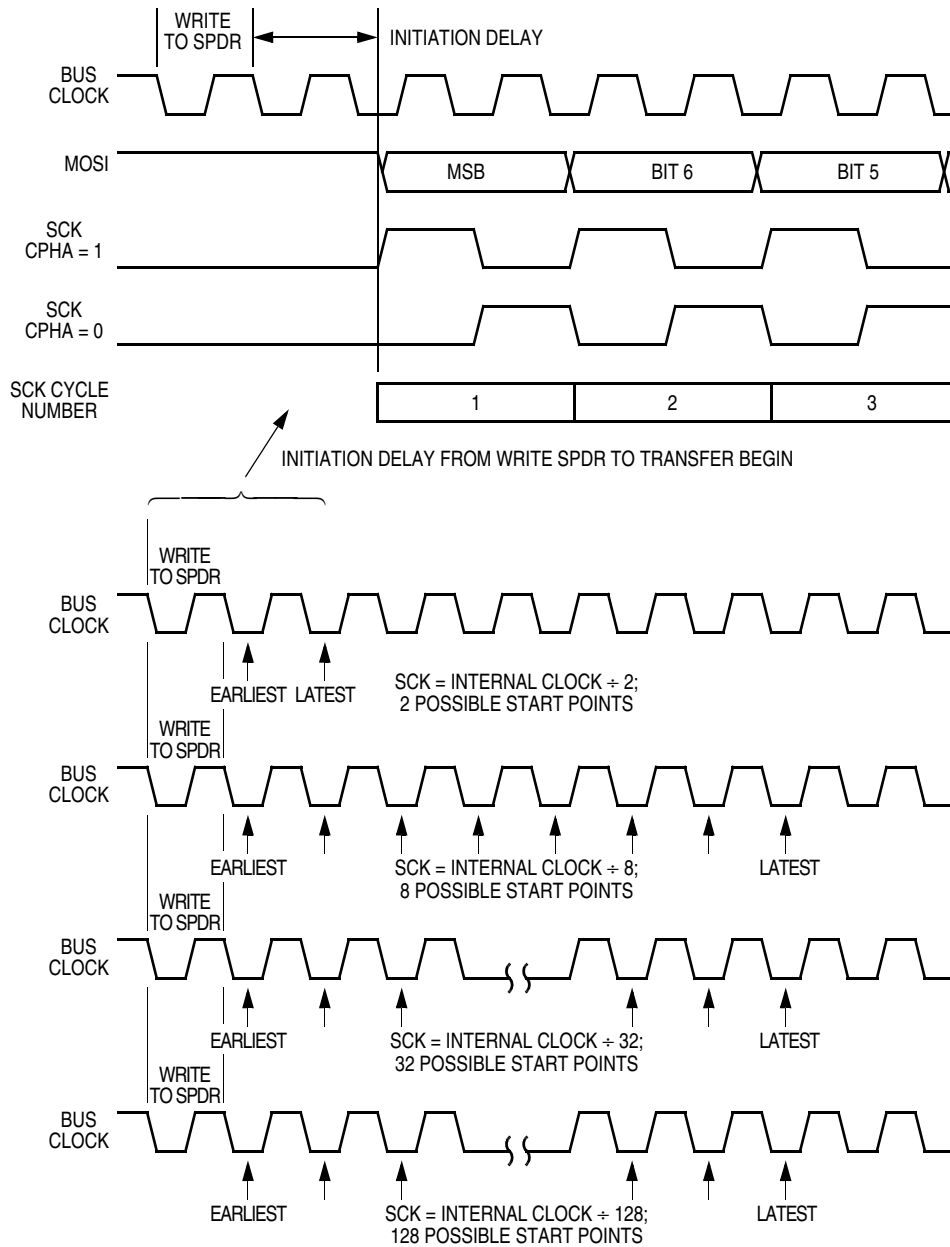 WRITE
TO SPDR
INITIATION DELAY
BUS
CLOCK
MOSI
MSB
BIT 6
BIT 5
SCK
CPHA = 1
SCK
CPHA = 0
SCK CYCLE
NUMBER
1
2
3
INITIATION DELAY FROM WRITE SPDR TO TRANSFER BEGIN
WRITE
TO SPDR
BUS
CLOCK
EARLIEST
LATEST
SCK = INTERNAL CLOCK ÷ 2;
2 POSSIBLE START POINTS
WRITE
TO SPDR
BUS
CLOCK
EARLIEST
SCK = INTERNAL CLOCK ÷ 8;
8 POSSIBLE START POINTS
LATEST
WRITE
TO SPDR
BUS
CLOCK
EARLIEST
SCK = INTERNAL CLOCK ÷ 32;
32 POSSIBLE START POINTS
LATEST
WRITE
TO SPDR
BUS
CLOCK
EARLIEST
SCK = INTERNAL CLOCK ÷ 128;
128 POSSIBLE START POINTS
LATEST